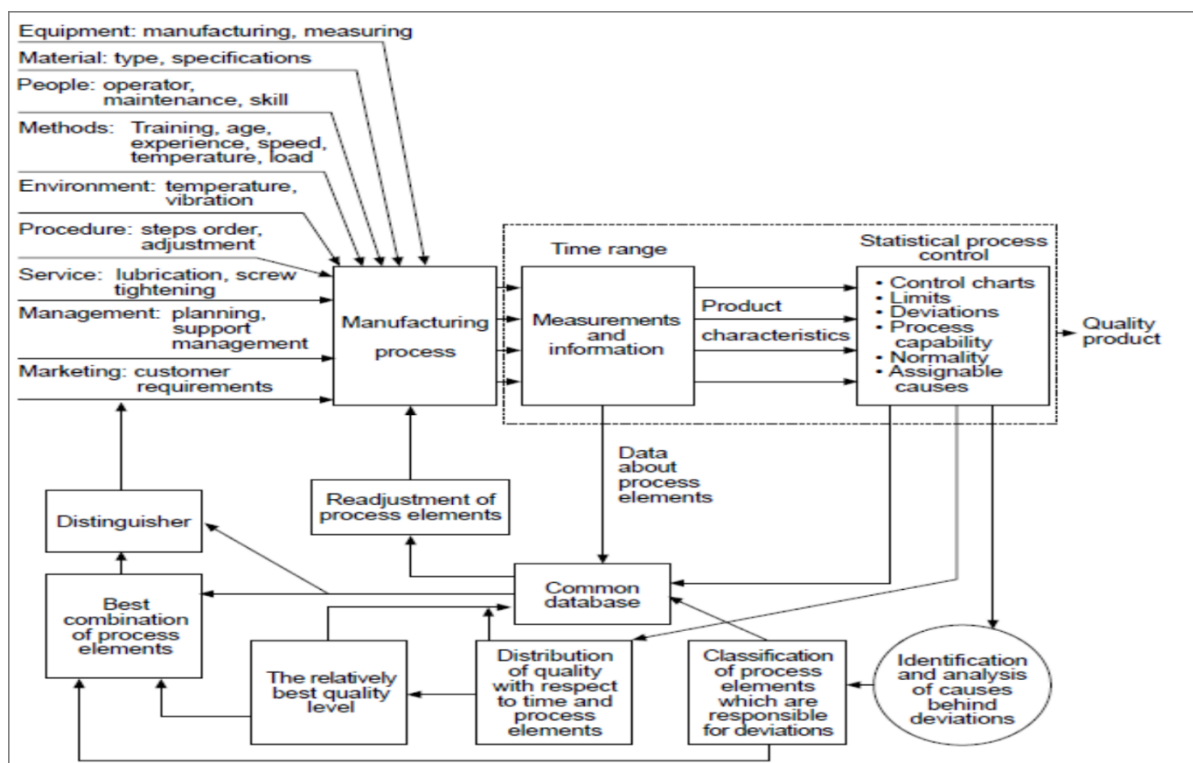 Equipment: manufacturing, measuring
Material: type, specifications
People: operator,
maintenance, skill
Methods: Training, age,
experience, speed,
temperature, load
Environment: temperature,
vibration
Procedure: steps order,
adjustment
Service: lubrication, screw
tightening
Management: planning,
support
management
Marketing: customer
requirements
Manufacturing
process
Time range
Measurements
and
information
Product
characteristics
Statistical process
control
• Control charts
• Limits
• Deviations
• Process
capability
• Normality
• Assignable
causes
Quality
product
Data
about
process
elements
Readjustment of
process elements
Distinguisher
Common
database
Best
combination
of process
elements
The relatively
best quality
level
Distribution
of quality
with respect
to time and
process
elements
Classification
of process
elements
which are
responsible
for deviations
Identification
and analysis
of causes
behind
deviations